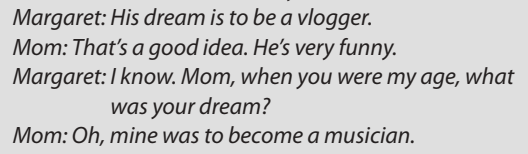 Margaret: His dream is to be a vlogger.
Mom: That's a good idea. He's very funny.
Margaret: I know. Mom, when you were my age, what
was your dream?
Mom: Oh, mine was to become a musician.